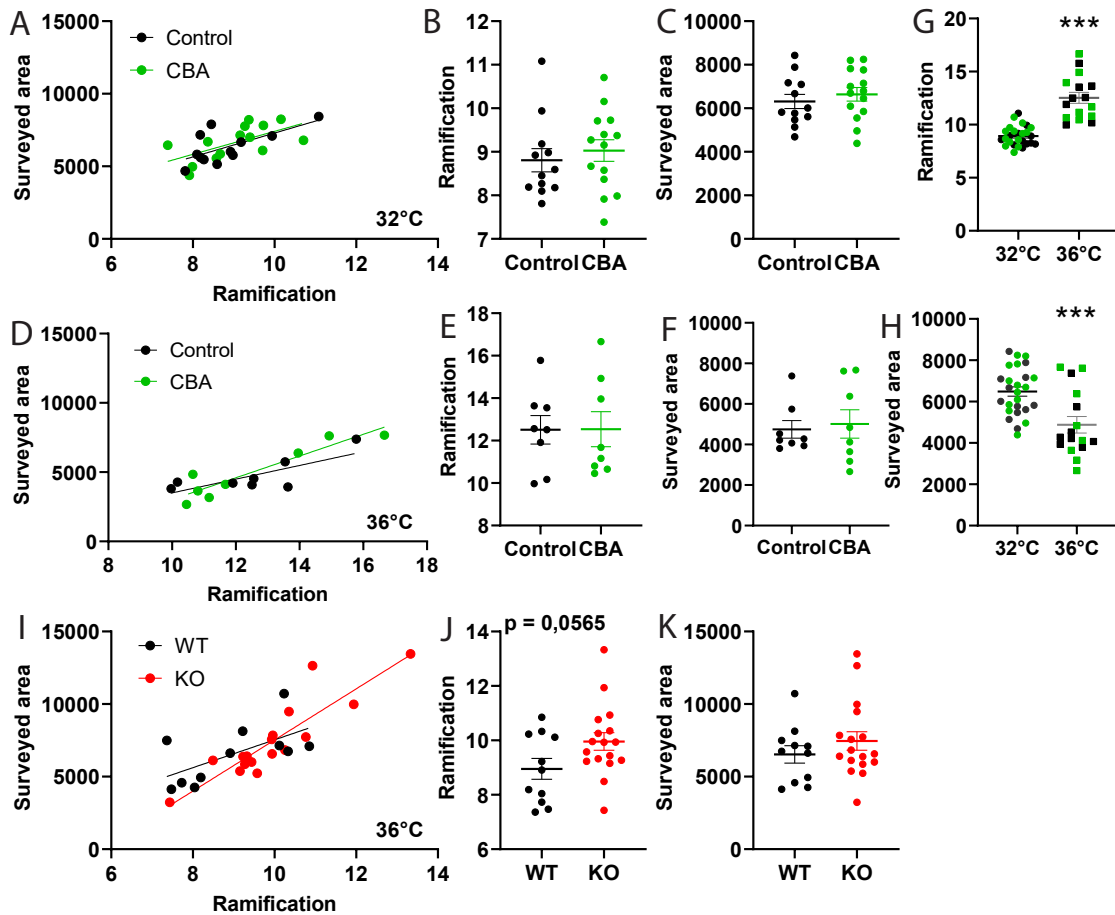 A
Surveyed area
15000
10000
5000
0
6 8 10 12 14
Ramification
Control
CBA
32°C
B
Ramification
12
11
10
9
8
7
Control CBA
C
Surveyed area
10000
8000
6000
4000
2000
0
Control CBA
G
Ramification
20
15
10
5
0
***
32°C 36°C
D
Surveyed area
15000
10000
5000
0
8 10 12 14 16 18
Ramification
Control
CBA
36°C
E
Ramification
18
16
14
12
10
8
Control CBA
F
Surveyed area
10000
8000
6000
4000
2000
0
Control CBA
H
Surveyed area
10000
8000
6000
4000
2000
0
***
32°C 36°C
I
Surveyed area
15000
10000
5000
0
6 8 10 12 14
Ramification
WT
KO
36°C
J
p = 0,0565
Ramification
14
12
10
8
6
WT KO
K
Surveyed area
15000
10000
5000
0
WT KO